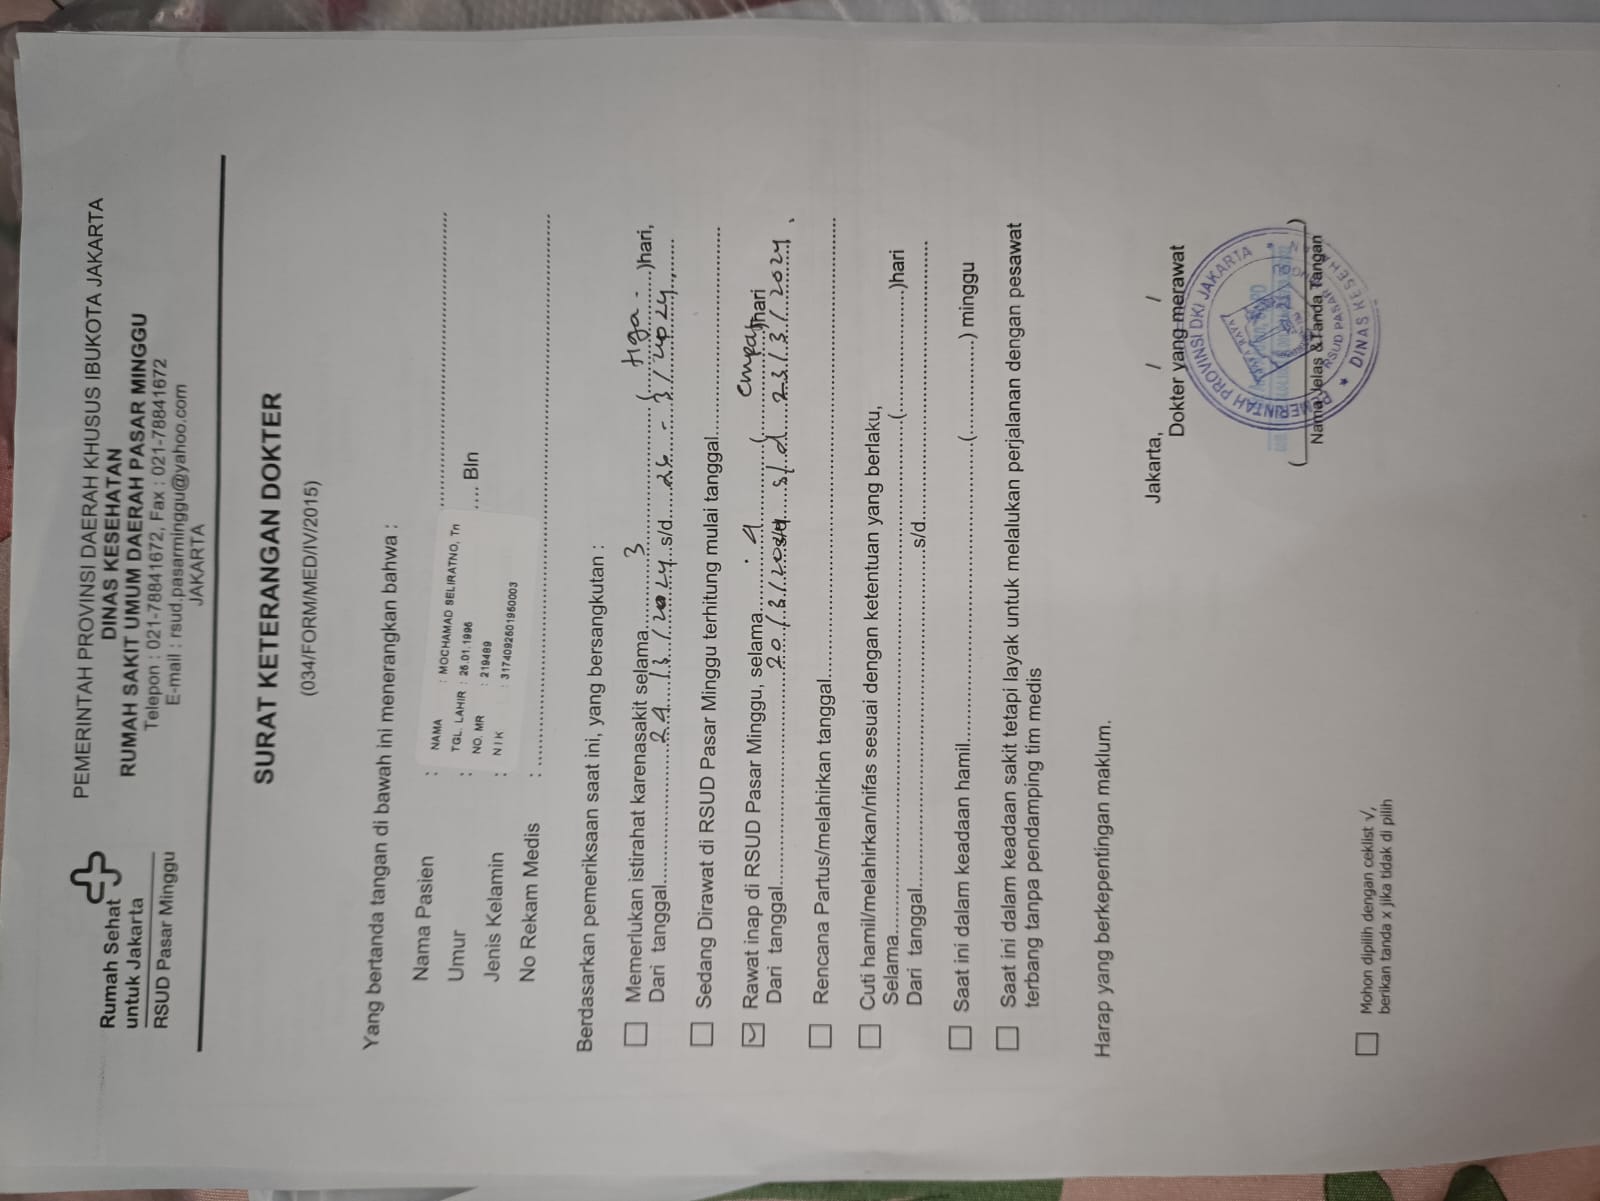 Rumah Sehat
untuk Jakarta
RSUD Pasar Minggu
PEMERINTAH PROVINSI DAERAH KHUSUS IBUKOTA JAKARTA
DINAS KESEHATAN
RUMAH SAKIT UMUM DAERAH PASAR MINGGU
Telepon : 021-78841672, Fax : 021-78841672
E-mail : rsud.pasarminggu@yahoo.com
JAKARTA
SURAT KETERANGAN DOKTER
(034/FORM/MED/IV/2015)
Yang bertanda tangan di bawah ini menerangkan bahwa :
Nama Pasien :
Umur : .... Bln
Jenis Kelamin :
No Rekam Medis :
NAMA : MOCHAMAD SELIRATNO, Tn
TGL. LAHIR : 26.01.1996
NO. MR : 219489
NIK : 3174092601960003
Berdasarkan pemeriksaan saat ini, yang bersangkutan :
Memerlukan istirahat karenasakit selama 3 ( tiga - )hari,
Dari tanggal 24 / 3 / 2024 s/d 26 - 3 / 2024
Sedang Dirawat di RSUD Pasar Minggu terhitung mulai tanggal
Rawat inap di RSUD Pasar Minggu, selama 4 ( empat )hari
Dari tanggal 20 / 3 / 2024 s/d 23 / 3 / 2024
Rencana Partus/melahirkan tanggal
Cuti hamil/melahirkan/nifas sesuai dengan ketentuan yang berlaku,
Selama (..................)hari
Dari tanggal s/d
Saat ini dalam keadaan hamil (............) minggu
Saat ini dalam keadaan sakit tetapi layak untuk melalukan perjalanan dengan pesawat
terbang tanpa pendamping tim medis
Harap yang berkepentingan maklum.
Jakarta, / /
Dokter yang merawat
PEMERINTAH PROVINSI DKI JAKARTA
JAYA RAYA
RSUD PASAR
DINAS KESEH
( )
Nama Jelas & Tanda Tangan
Mohon dipilih dengan ceklist √,
berikan tanda x jika tidak di pilih